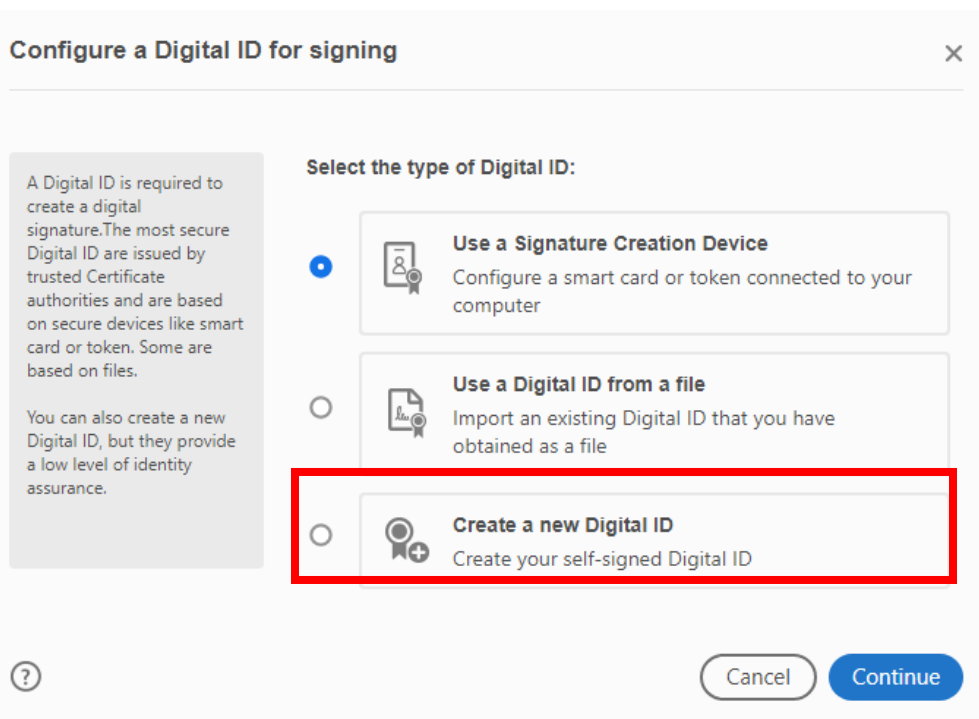 Configure a Digital ID for signing
A Digital ID is required to
create a digital
signature.The most secure
Digital ID are issued by
trusted Certificate
authorities and are based
on secure devices like smart
card or token. Some are
based on files.
You can also create a new
Digital ID, but they provide
a low level of identity
assurance.
Select the type of Digital ID:
Use a Signature Creation Device
Configure a smart card or token connected to your
computer
Use a Digital ID from a file
Import an existing Digital ID that you have
obtained as a file
Create a new Digital ID
Create your self-signed Digital ID
?
Cancel
Continue